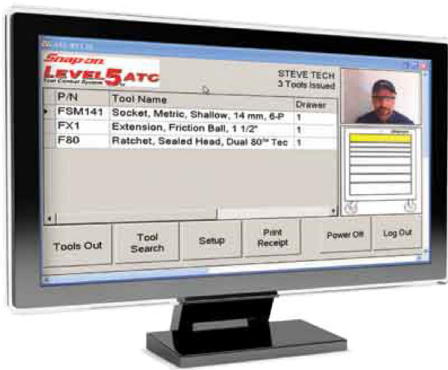 Snap-on
LEVEL 5 ATC
Tool Control System
STEVE TECH
3 Tools Issued
P/N Tool Name Drawer
FSM141 Socket, Metric, Shallow, 14 mm, 6-P 1
FX1 Extension, Friction Ball, 1 1/2" 1
F80 Ratchet, Sealed Head, Dual 80™ Tec 1
Tools Out
Tool Search
Setup
Print Receipt
Power Off
Log Out